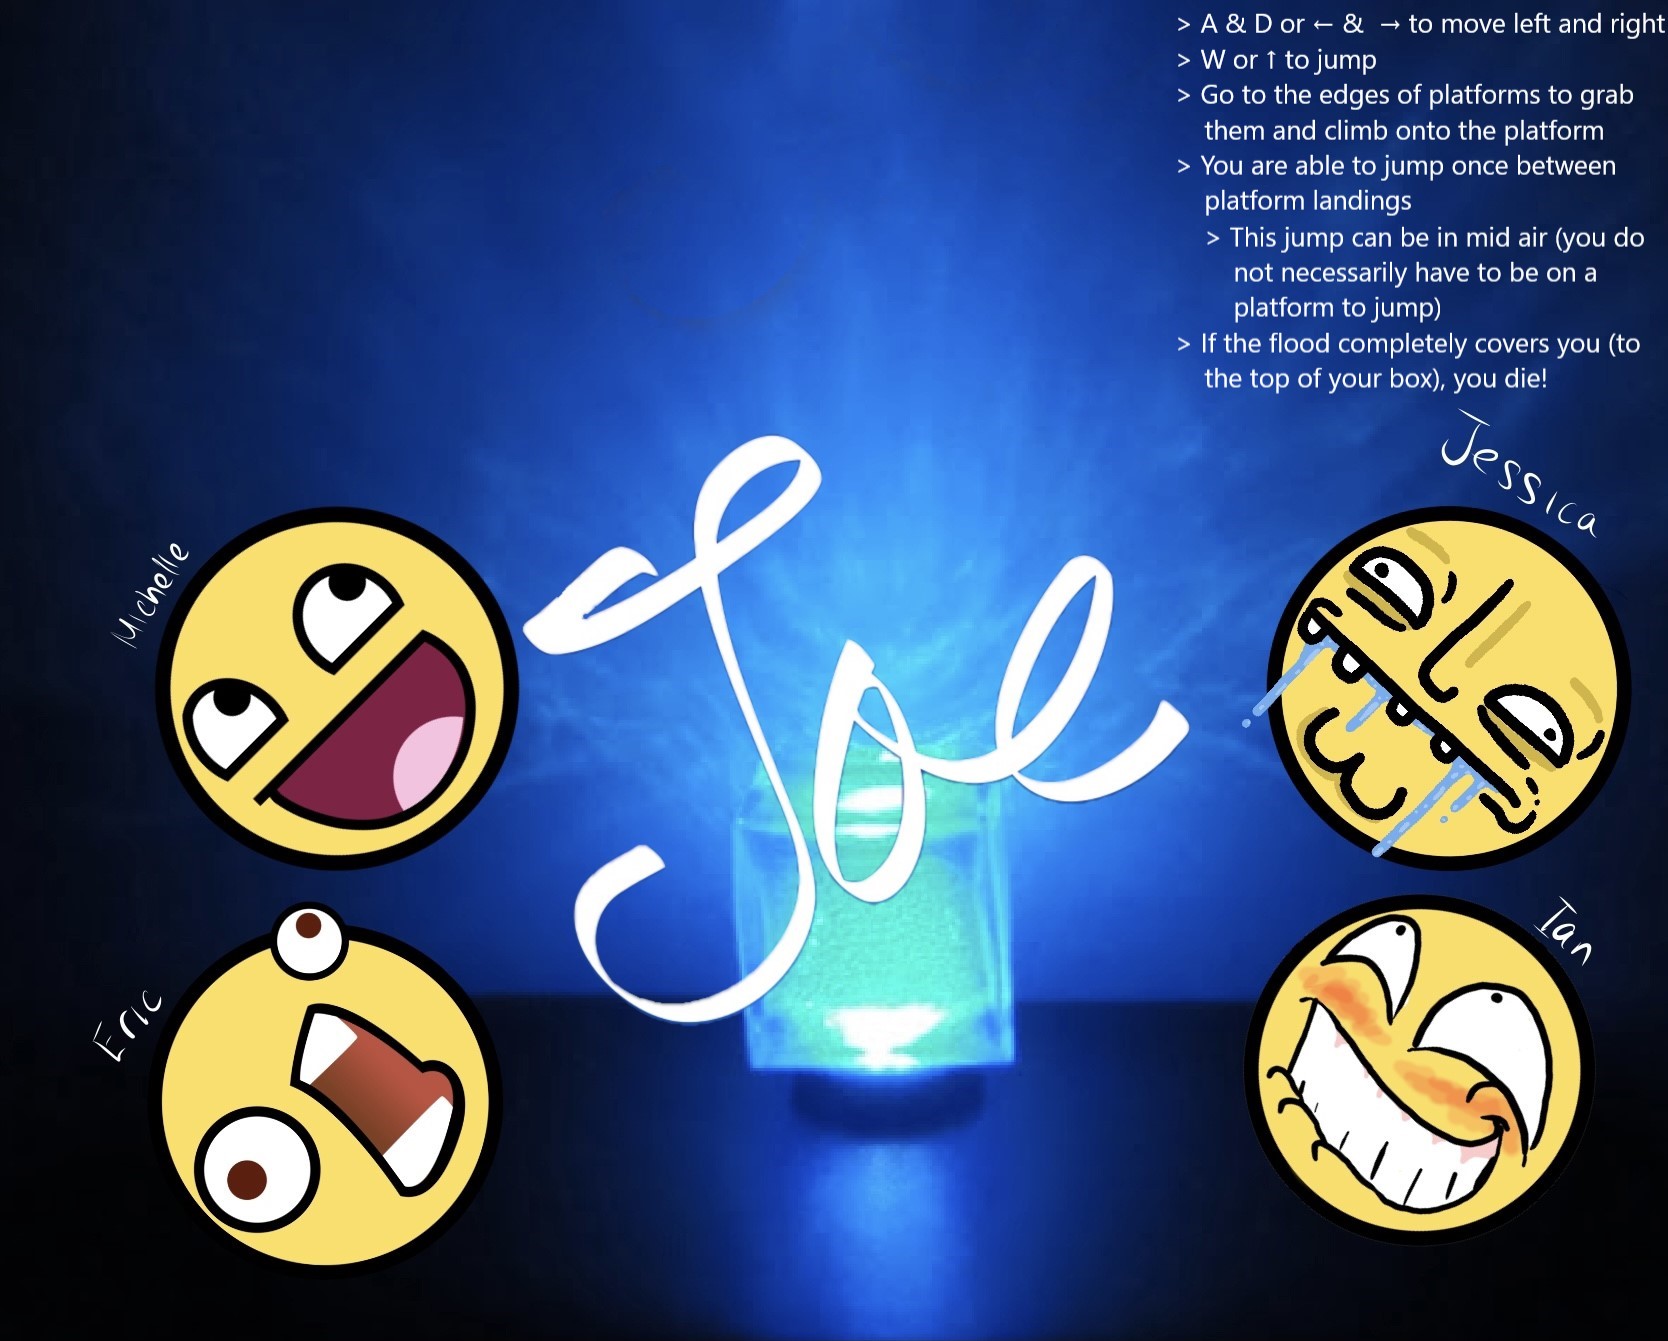 > A & D or ← & → to move left and right
> W or ↑ to jump
> Go to the edges of platforms to grab
them and climb onto the platform
> You are able to jump once between
platform landings
> This jump can be in mid air (you do
not necessarily have to be on a
platform to jump)
> If the flood completely covers you (to
the top of your box), you die!
Jessica
Michelle
Joe
Eric
Ian